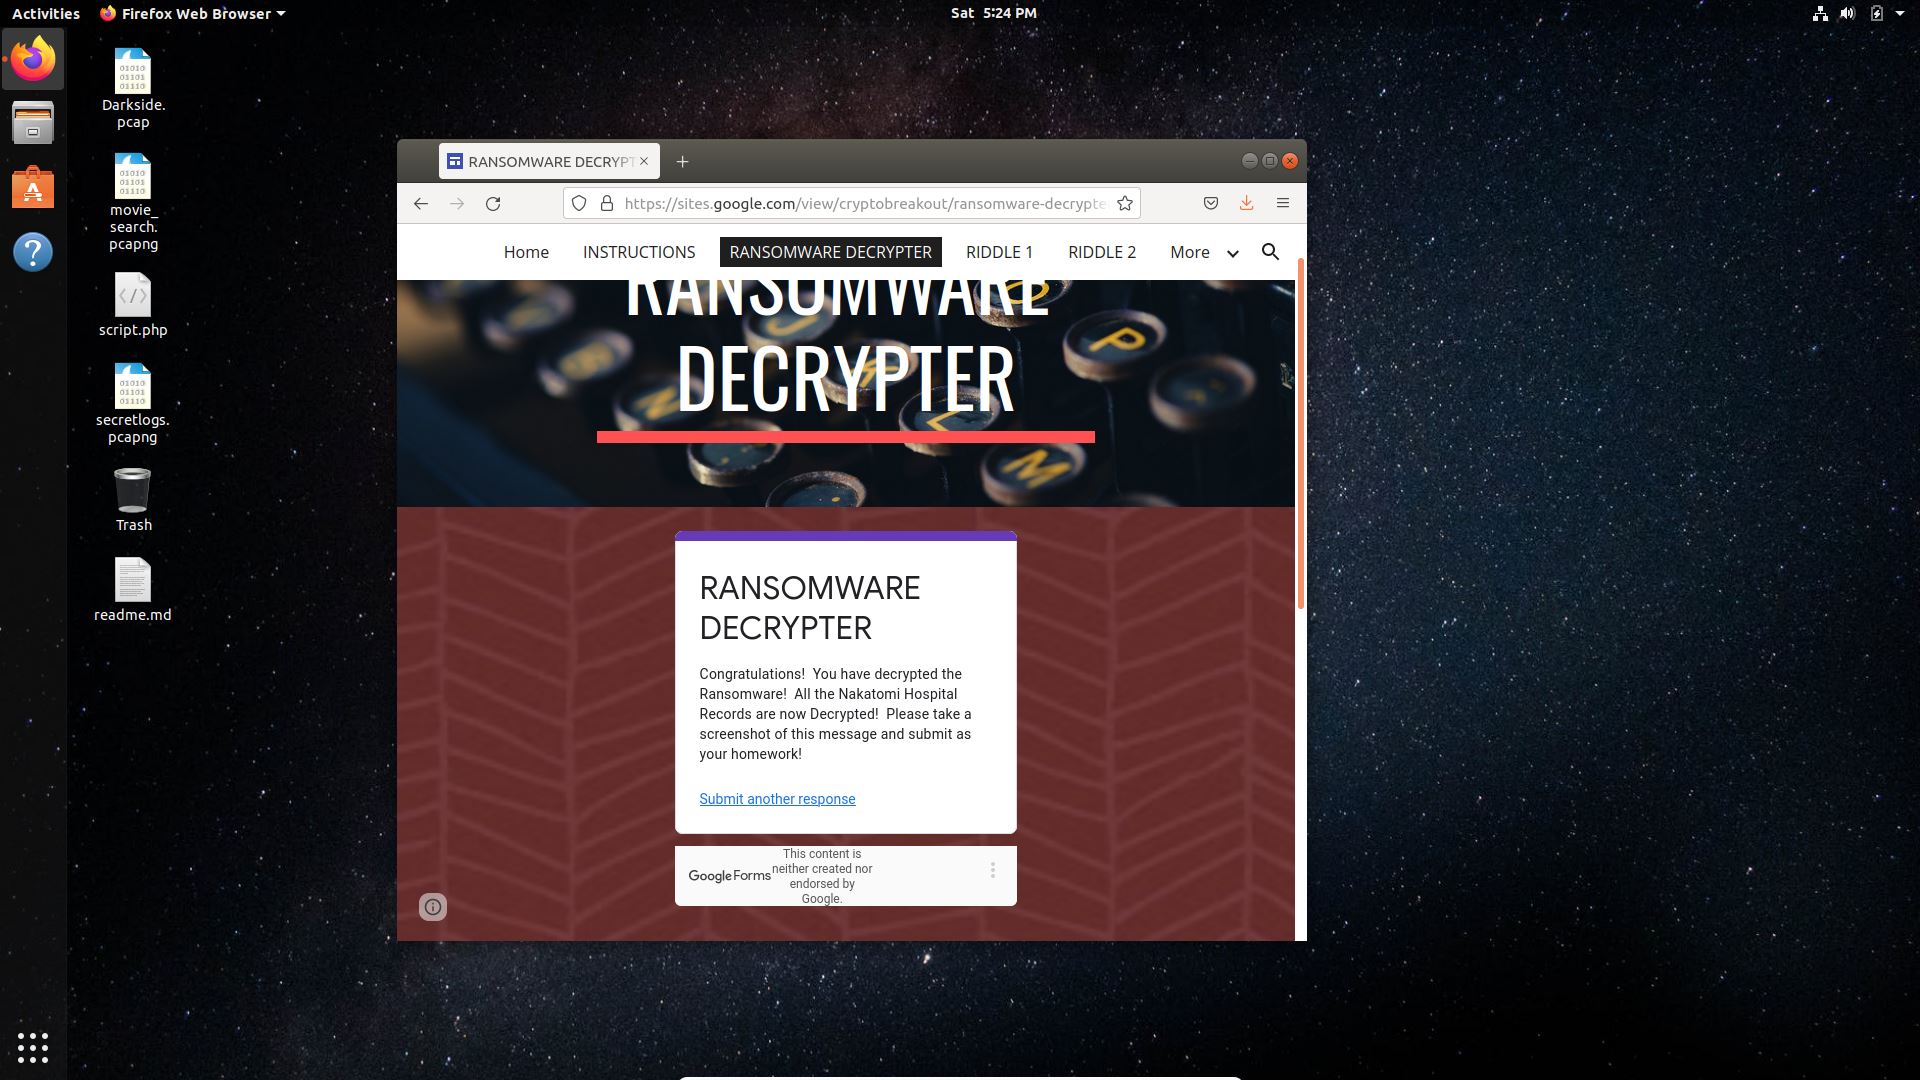 Activities
Firefox Web Browser
Sat 5:24 PM
Darkside.
pcap
movie_
search.
pcapng
script.php
secretlogs.
pcapng
Trash
readme.md
RANSOMWARE DECRYPT
https://sites.google.com/view/cryptobreakout/ransomware-decrypte
Home
INSTRUCTIONS
RANSOMWARE DECRYPTER
RIDDLE 1
RIDDLE 2
More
RANSOMWARE
DECRYPTER
RANSOMWARE
DECRYPTER
Congratulations!  You have decrypted the
Ransomware!  All the Nakatomi Hospital
Records are now Decrypted!  Please take a
screenshot of this message and submit as
your homework!
Submit another response
Google Forms
This content is
neither created nor
endorsed by
Google.